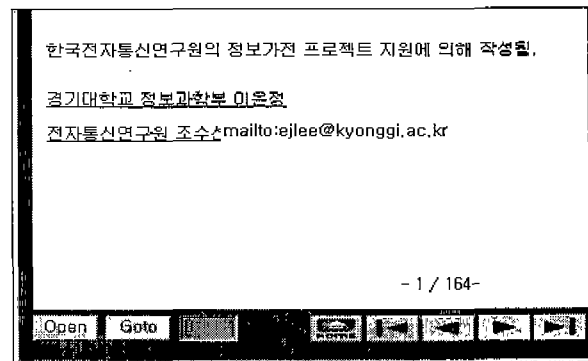 한국전자통신연구원의 정보가전 프로젝트 지원에 의해 작성됨.
경기대학교 정보과학부 이은정
전자통신연구원 조수선mailto:ejlee@kyonggi.ac.kr
- 1 / 164-
Open Goto HOME